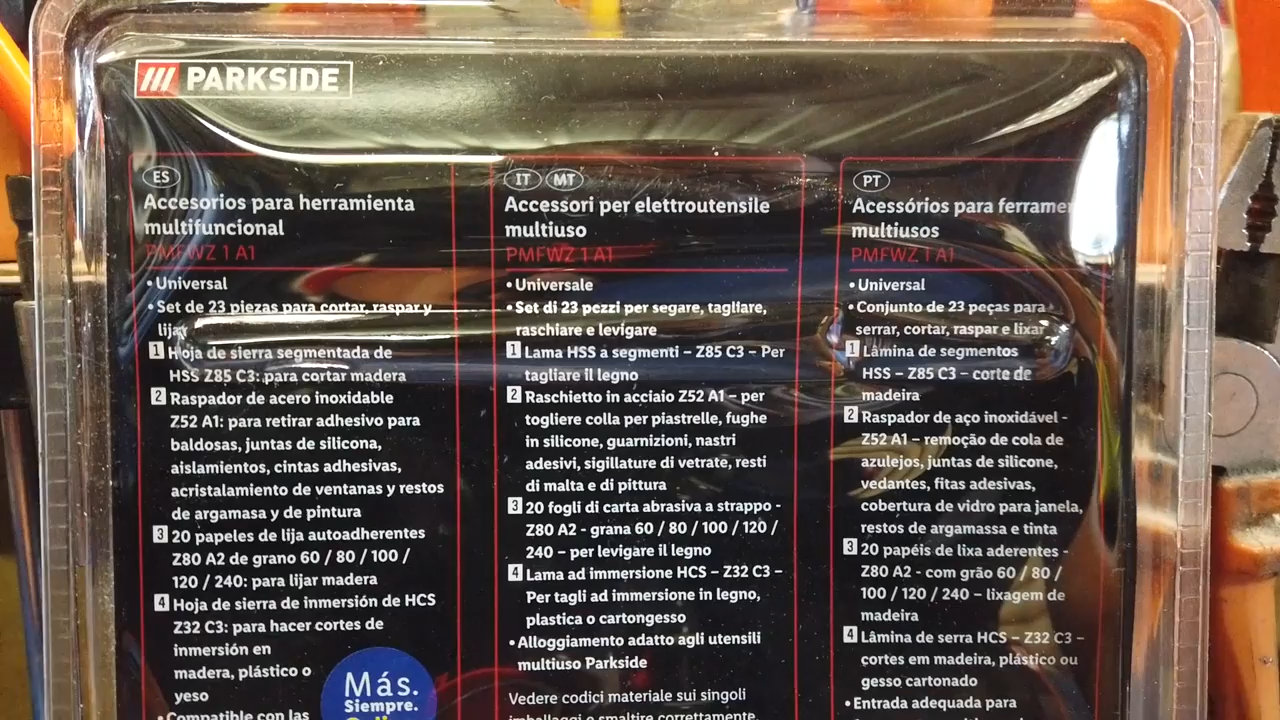 PARKSIDE
ES
Accesorios para herramienta
multifuncional
PMFWZ 1 A1
• Universal
• Set de 23 piezas para cortar, raspar y
lijar
1 Hoja de sierra segmentada de
HSS Z85 C3: para cortar madera
2 Raspador de acero inoxidable
Z52 A1: para retirar adhesivo para
baldosas, juntas de silicona,
aislamientos, cintas adhesivas,
acristalamiento de ventanas y restos
de argamasa y de pintura
3 20 papeles de lija autoadherentes
Z80 A2 de grano 60 / 80 / 100 /
120 / 240: para lijar madera
4 Hoja de sierra de inmersión de HCS
Z32 C3: para hacer cortes de
inmersión en
madera, plástico o
yeso
• Compatible con las
Más.
Siempre.
IT MT
Accessori per elettroutensile
multiuso
PMFWZ 1 A1
• Universale
• Set di 23 pezzi per segare, tagliare,
raschiare e levigare
1 Lama HSS a segmenti – Z85 C3 – Per
tagliare il legno
2 Raschietto in acciaio Z52 A1 – per
togliere colla per piastrelle, fughe
in silicone, guarnizioni, nastri
adesivi, sigillature di vetrate, resti
di malta e di pittura
3 20 fogli di carta abrasiva a strappo -
Z80 A2 - grana 60 / 80 / 100 / 120 /
240 – per levigare il legno
4 Lama ad immersione HCS – Z32 C3 –
Per tagli ad immersione in legno,
plastica o cartongesso
• Alloggiamento adatto agli utensili
multiuso Parkside
Vedere codici materiale sui singoli
imballaggi e smaltire correttamente.
PT
Acessórios para ferramen
multiusos
PMFWZ 1 A1
• Universal
• Conjunto de 23 peças para
serrar, cortar, raspar e lixar
1 Lâmina de segmentos
HSS – Z85 C3 – corte de
madeira
2 Raspador de aço inoxidável -
Z52 A1 – remoção de cola de
azulejos, juntas de silicone,
vedantes, fitas adesivas,
cobertura de vidro para janela,
restos de argamassa e tinta
3 20 papéis de lixa aderentes -
Z80 A2 - com grão 60 / 80 /
100 / 120 / 240 – lixagem de
madeira
4 Lâmina de serra HCS – Z32 C3 –
cortes em madeira, plástico ou
gesso cartonado
• Entrada adequada para